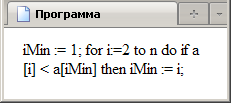 Программа
iMin := 1; for i:=2 to n do if a
[i] < a[iMin] then iMin := i;